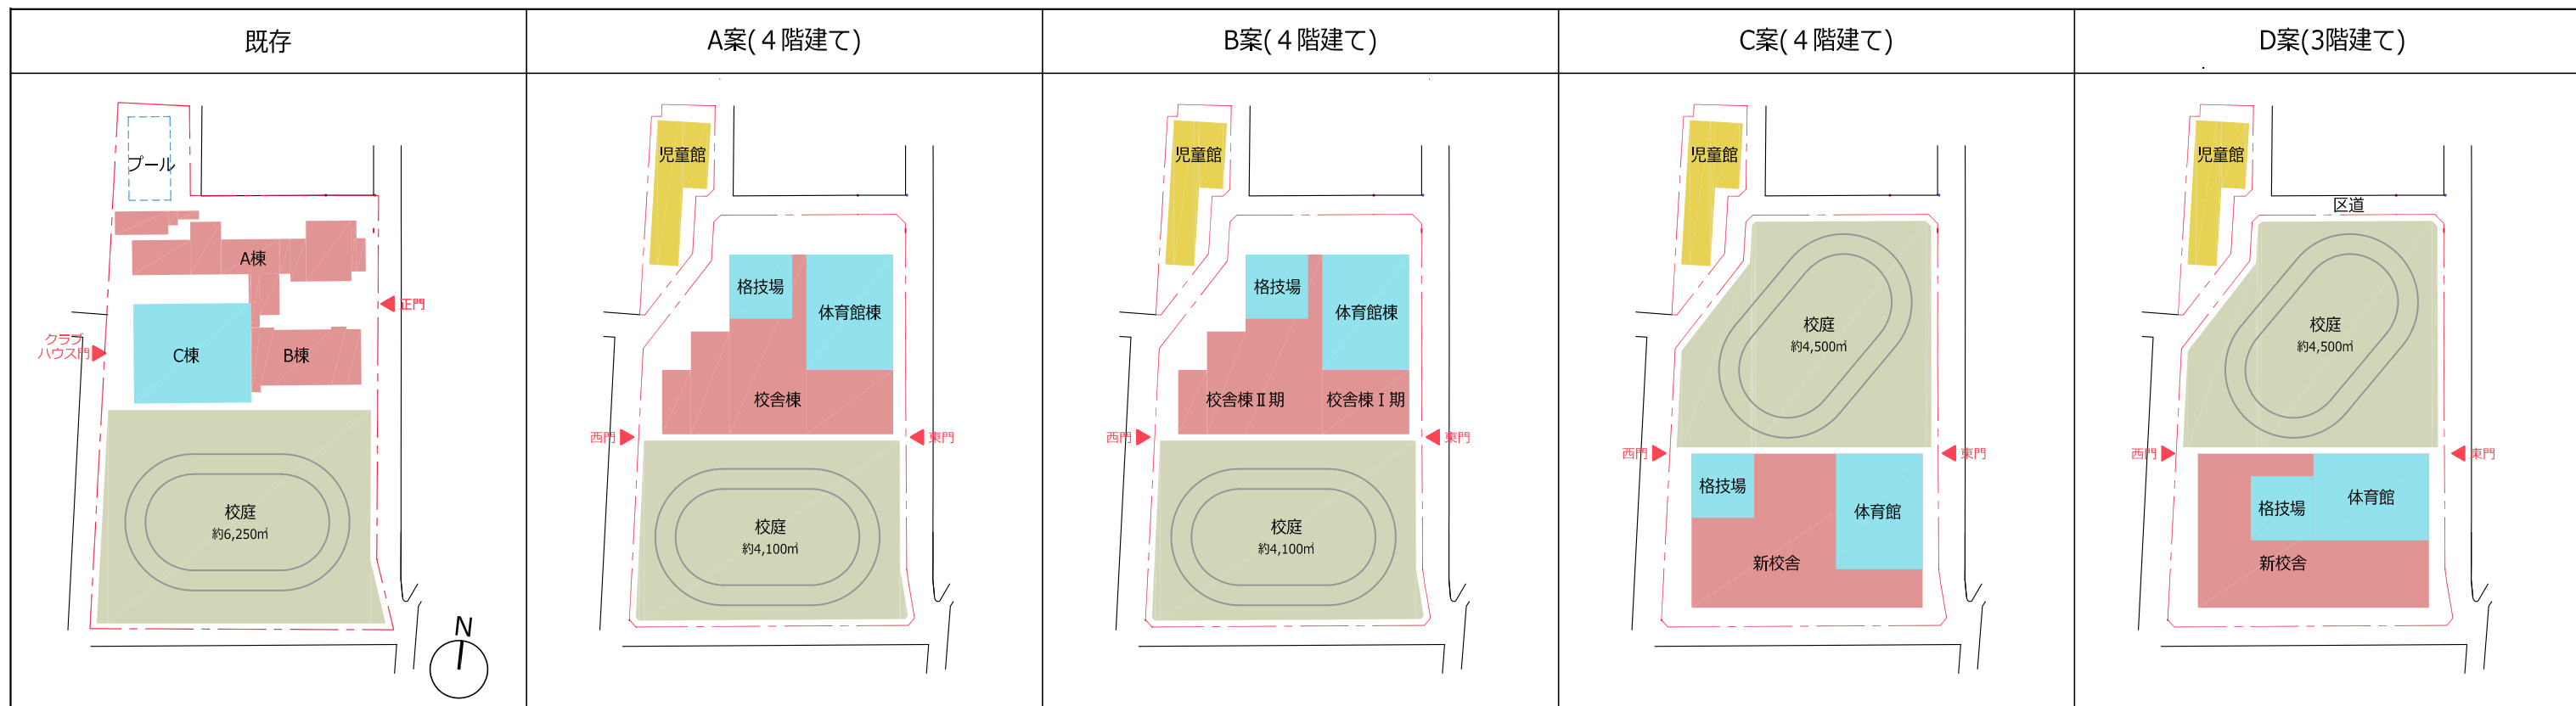 既存
A案(４階建て)
B案(４階建て)
C案(４階建て)
D案(3階建て)
プール
A棟
正門
クラブ
ハウス門
C棟
B棟
校庭
約6,250㎡
N
児童館
格技場
体育館棟
校舎棟
西門
東門
校庭
約4,100㎡
児童館
格技場
体育館棟
校舎棟Ⅱ期
校舎棟Ⅰ期
西門
東門
校庭
約4,100㎡
児童館
校庭
約4,500㎡
西門
東門
格技場
体育館
新校舎
児童館
区道
校庭
約4,500㎡
西門
東門
格技場
体育館
新校舎